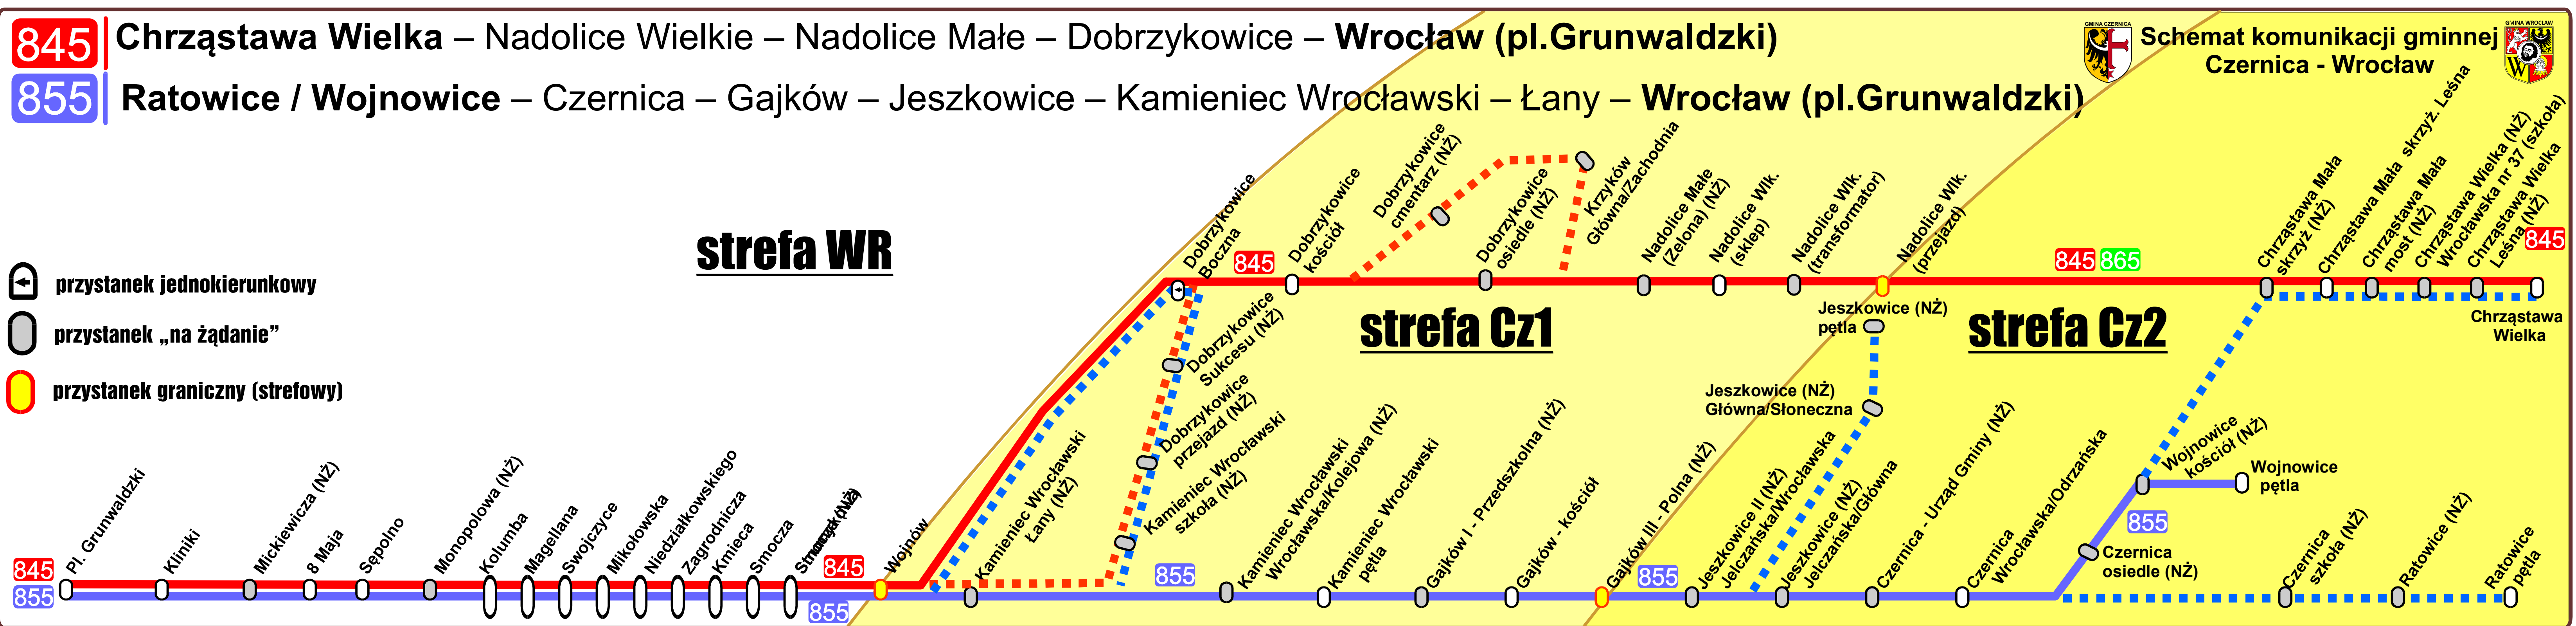 845 Chrząstawa Wielka – Nadolice Wielkie – Nadolice Małe – Dobrzykowice – Wrocław (pl.Grunwaldzki)
855 Ratowice / Wojnowice – Czernica – Gajków – Jeszkowice – Kamieniec Wrocławski – Łany – Wrocław (pl.Grunwaldzki)
GMINA CZERNICA
Schemat komunikacji gminnej
Czernica - Wrocław
GMINA WROCŁAW
przystanek jednokierunkowy
przystanek „na żądanie”
przystanek graniczny (strefowy)
strefa WR
strefa Cz1
strefa Cz2
845
855
Pl. Grunwaldzki
Kliniki
Mickiewicza (NŻ)
8 Maja
Sępolno
Monopolowa (NŻ)
Kolumba
Magellana
Swojczyce
Mikołowska
Niedziałkowskiego
Zagrodnicza
Kmieca
Smocza
845
855
Wojnów
Dobrzykowice
Boczna
845
Dobrzykowice
kościół
Dobrzykowice
cmentarz (NŻ)
Dobrzykowice
osiedle (NŻ)
Krzyków
Główna/Zachodnia
Nadolice Małe
(Zelona) (NŻ)
Nadolice Wlk.
(sklep)
Nadolice Wlk.
(transformator)
Nadolice Wlk.
(przejazd)
845 865
Chrząstawa Mała
skrzyż (NŻ)
Chrząstawa Mała skrzyż. Leśna
Chrząstawa Mała
most (NŻ)
Chrząstawa Wielka (NŻ)
Wrocławska nr 37 (szkoła)
Chrząstawa Wielka
Leśna (NŻ)
845
Chrząstawa
Wielka
Dobrzykowice
Sukcesu (NŻ)
Dobrzykowice
przejazd (NŻ)
Kamieniec Wrocławski
szkoła (NŻ)
Jeszkowice (NŻ)
pętla
Jeszkowice (NŻ)
Główna/Słoneczna
Kamieniec Wrocławski
Łany (NŻ)
855
Kamieniec Wrocławski
Wrocławska/Kolejowa (NŻ)
Kamieniec Wrocławski
pętla
Gajków I - Przedszkolna (NŻ)
Gajków - kościół
Gajków III - Polna (NŻ)
855
Jeszkowice II (NŻ)
Jelczańska/Wrocławska
Jeszkowice (NŻ)
Jelczańska/Główna
Czernica - Urząd Gminy (NŻ)
Czernica
Wrocławska/Odrzańska
Czernica
osiedle (NŻ)
855
Wojnowice
kościół (NŻ)
Wojnowice
pętla
Czernica
szkoła (NŻ)
Ratowice (NŻ)
Ratowice
pętla